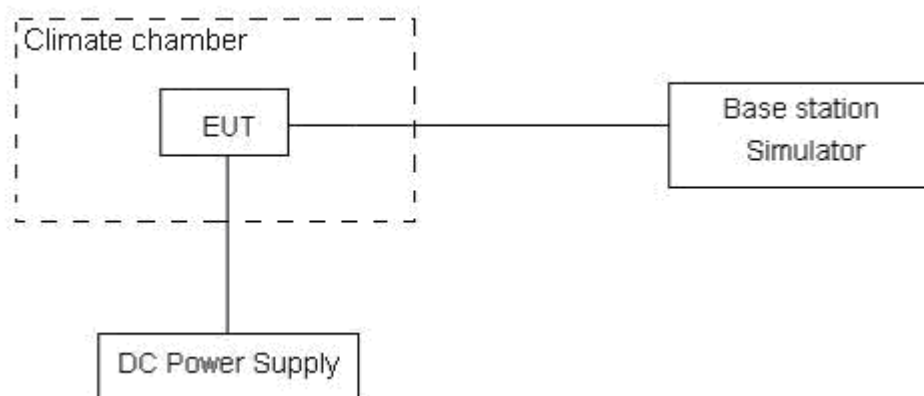 Climate chamber
EUT
Base station
Simulator
DC Power Supply